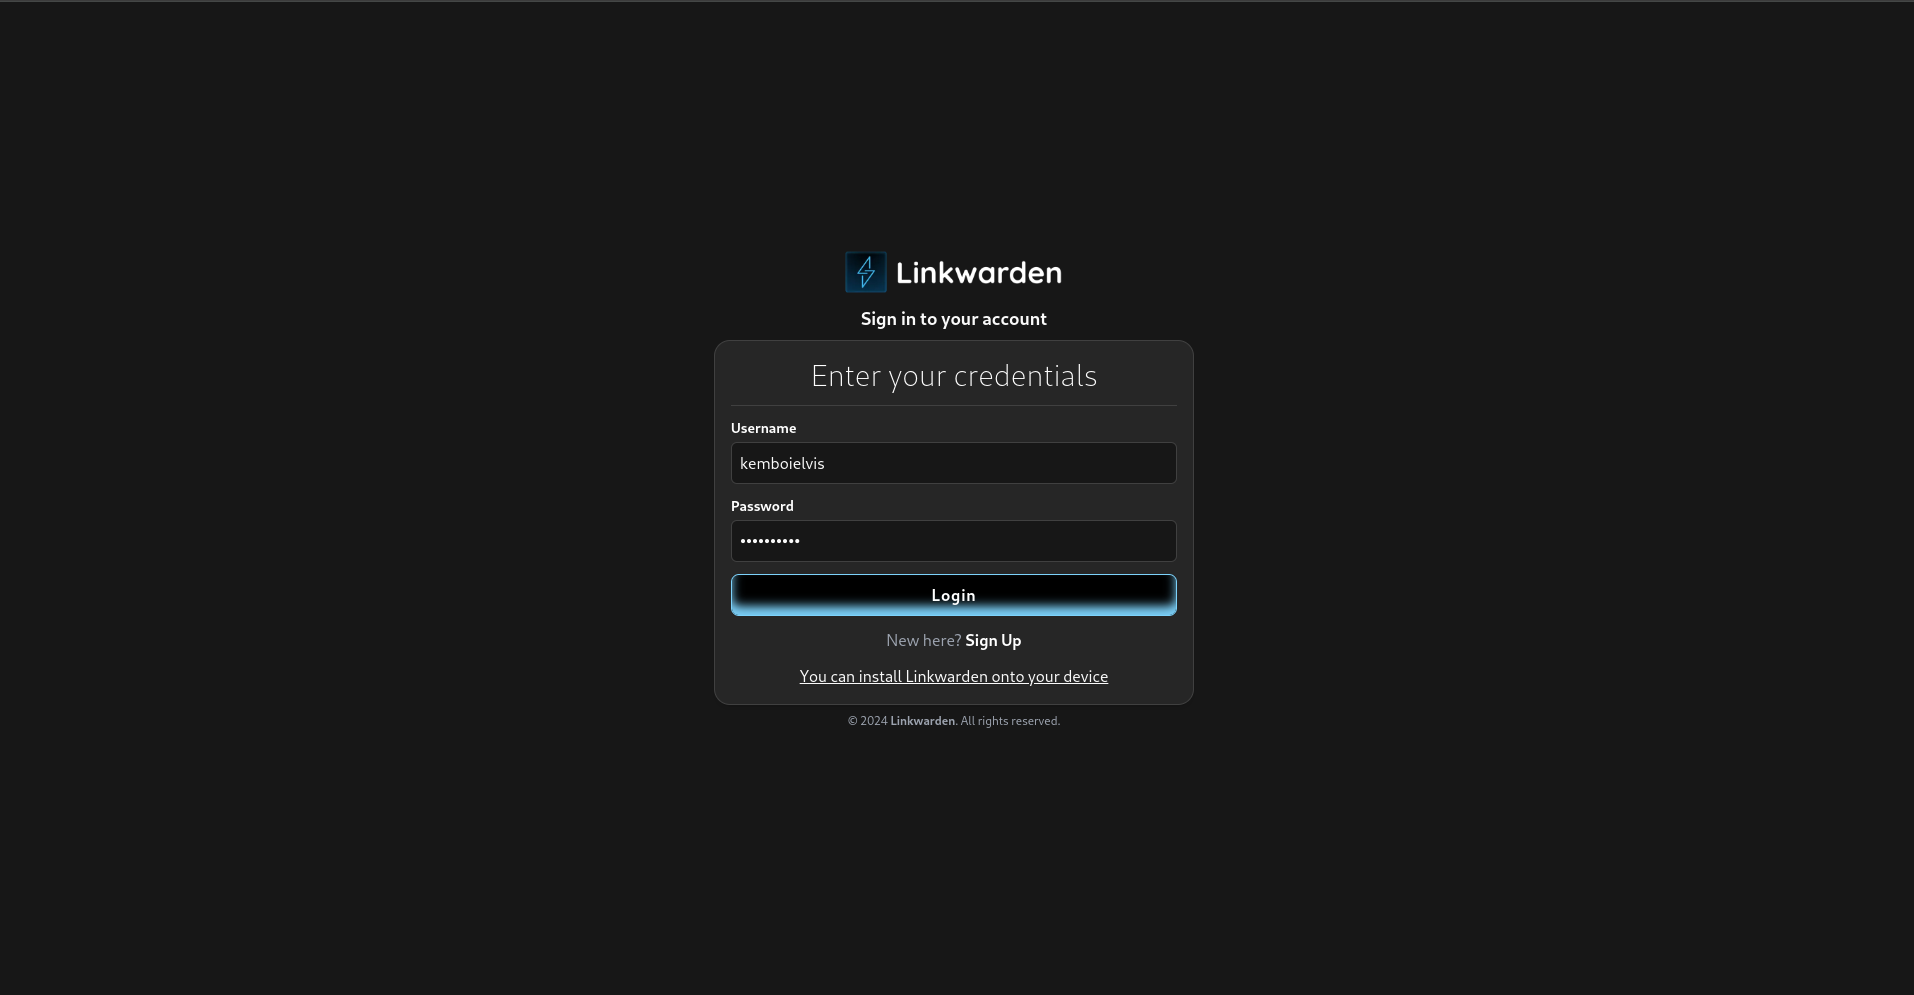 Linkwarden
Sign in to your account
Enter your credentials
Username
kemboielvis
Password
••••••••••
Login
New here? Sign Up
You can install Linkwarden onto your device
© 2024 Linkwarden. All rights reserved.